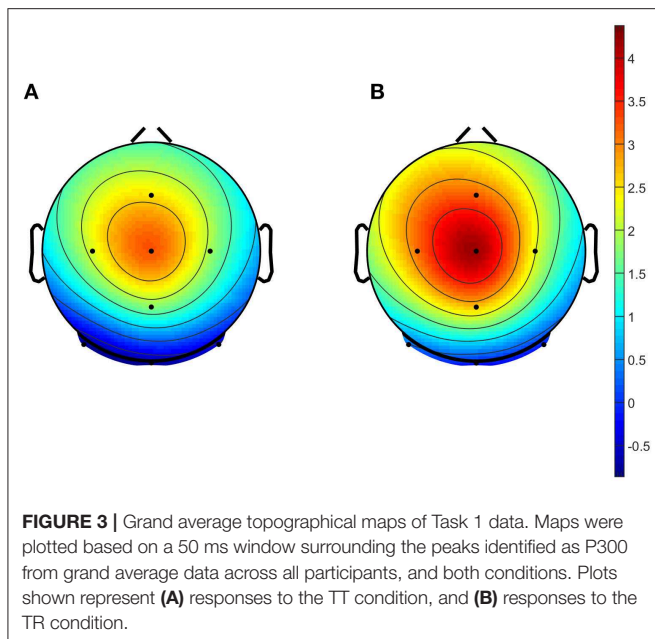 A
B
4
3.5
3
2.5
2
1.5
1
0.5
0
-0.5
FIGURE 3 | Grand average topographical maps of Task 1 data. Maps were
plotted based on a 50 ms window surrounding the peaks identified as P300
from grand average data across all participants, and both conditions. Plots
shown represent (A) responses to the TT condition, and (B) responses to the
TR condition.